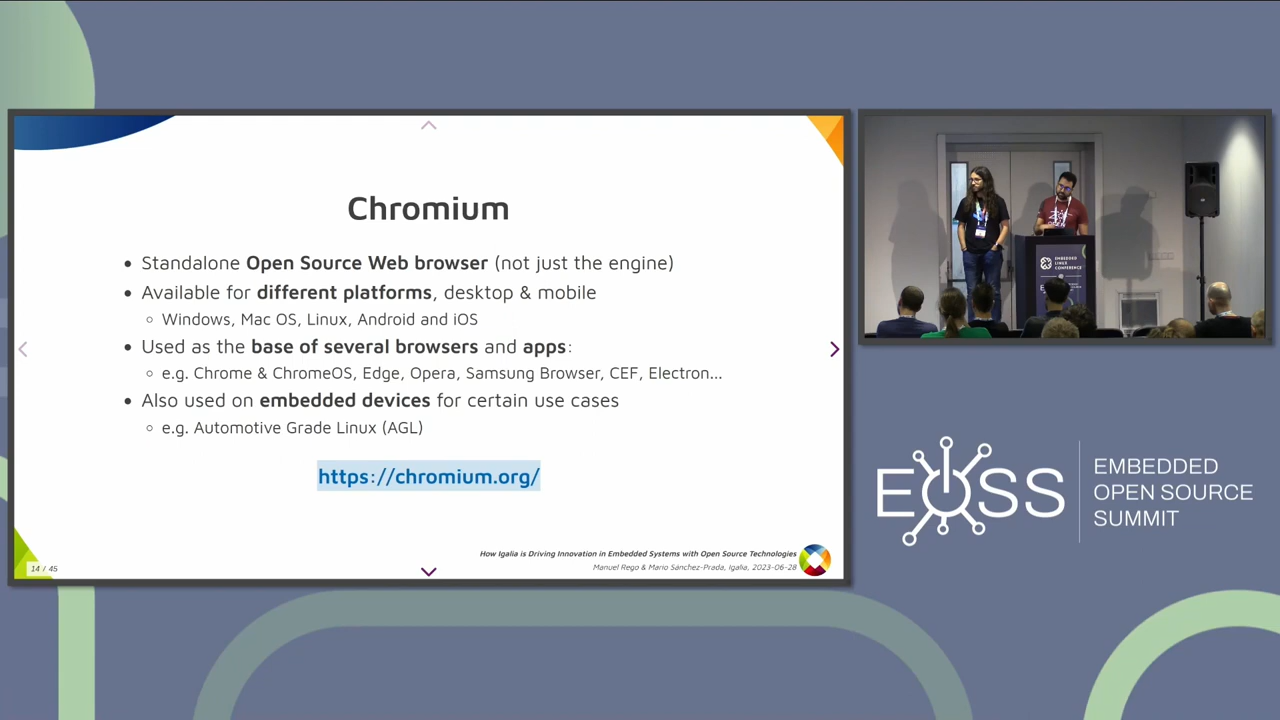 Chromium
• Standalone Open Source Web browser (not just the engine)
• Available for different platforms, desktop & mobile
◦ Windows, Mac OS, Linux, Android and iOS
• Used as the base of several browsers and apps:
◦ e.g. Chrome & ChromeOS, Edge, Opera, Samsung Browser, CEF, Electron...
• Also used on embedded devices for certain use cases
◦ e.g. Automotive Grade Linux (AGL)
https://chromium.org/
How Igalia is Driving Innovation in Embedded Systems with Open Source Technologies
Manuel Rego & Mario Sánchez-Prada, Igalia, 2023-06-28
14 / 45
EMBEDDED
LINUX
CONFERENCE
EOSS
EMBEDDED
OPEN SOURCE
SUMMIT